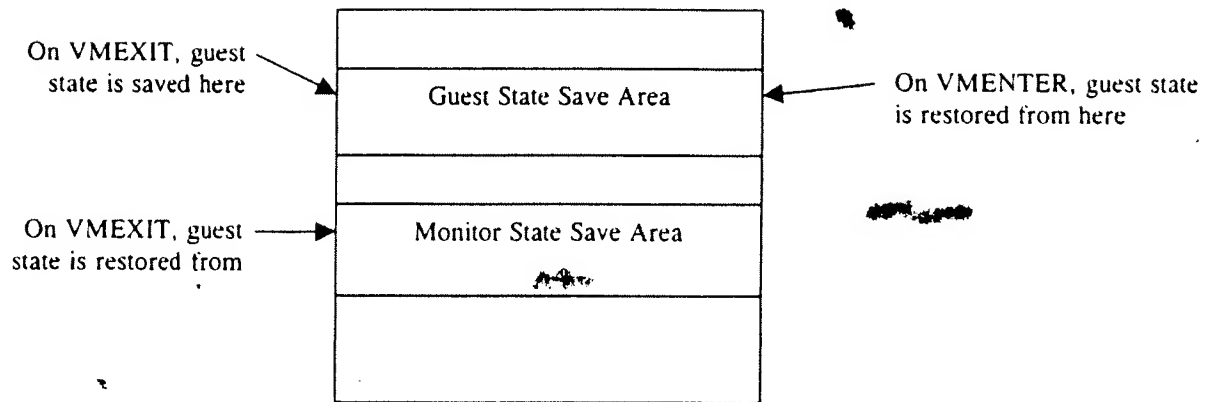 On VMEXIT, guest
state is saved here
Guest State Save Area
On VMENTER, guest state
is restored from here
On VMEXIT, guest
state is restored from
Monitor State Save Area